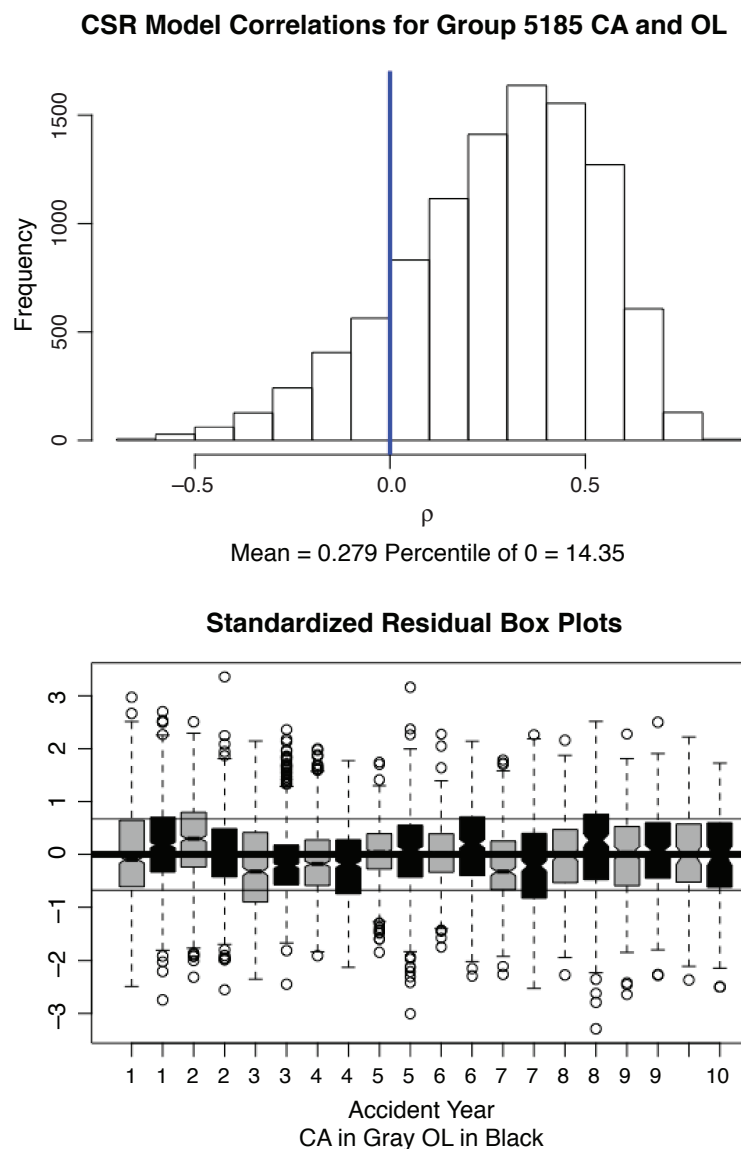 CSR Model Correlations for Group 5185 CA and OL
Frequency
1500
1000
500
0
–0.5 0.0 0.5
ρ
Mean = 0.279 Percentile of 0 = 14.35
Standardized Residual Box Plots
3
2
1
0
–1
–2
–3
1 1 2 2 3 3 4 4 5 5 6 6 7 7 8 8 9 9 10
Accident Year
CA in Gray OL in Black